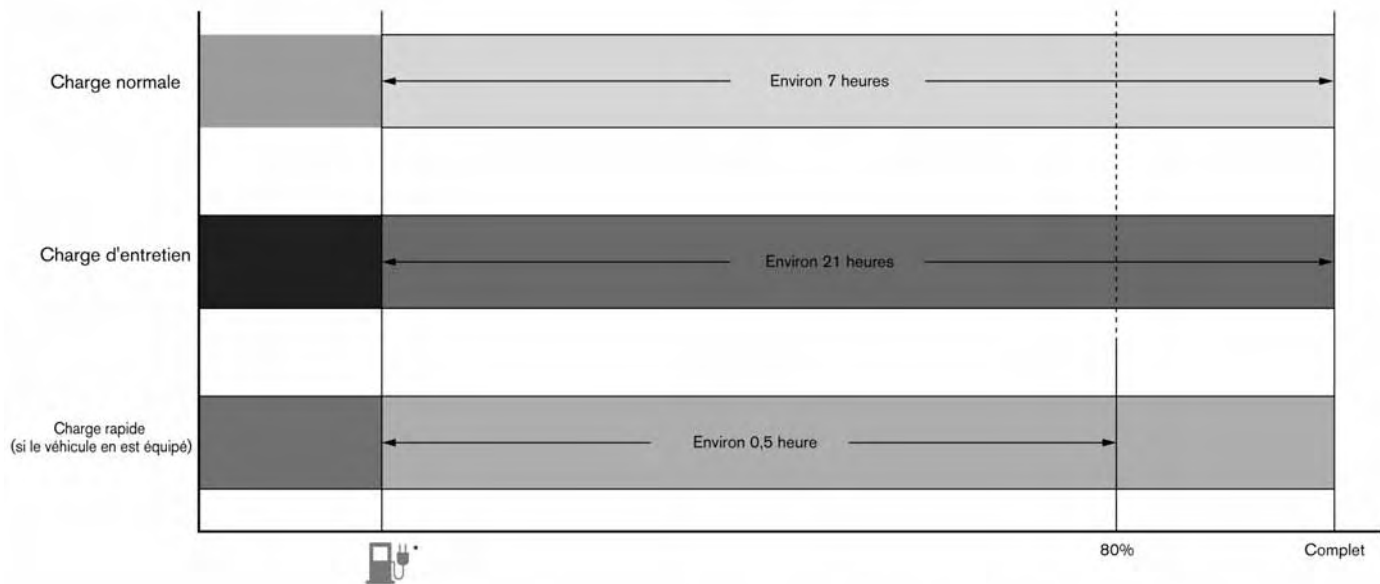 Charge normale
Environ 7 heures
Charge d'entretien
Environ 21 heures
Charge rapide
(si le véhicule en est équipé)
Environ 0,5 heure
*
80%
Complet